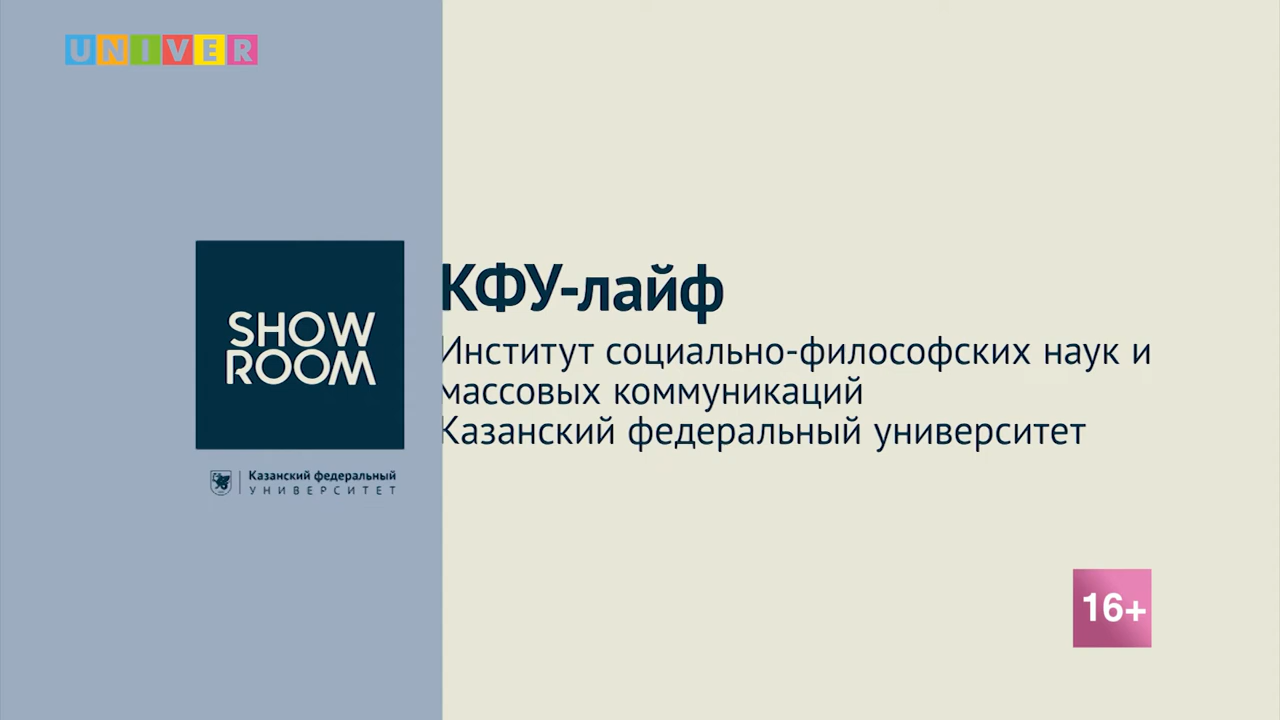 UNIVER
SHOW
ROOM
Казанский федеральный
УНИВЕРСИТЕТ
КФУ-лайф
Институт социально-философских наук и
массовых коммуникаций
Казанский федеральный университет
16+